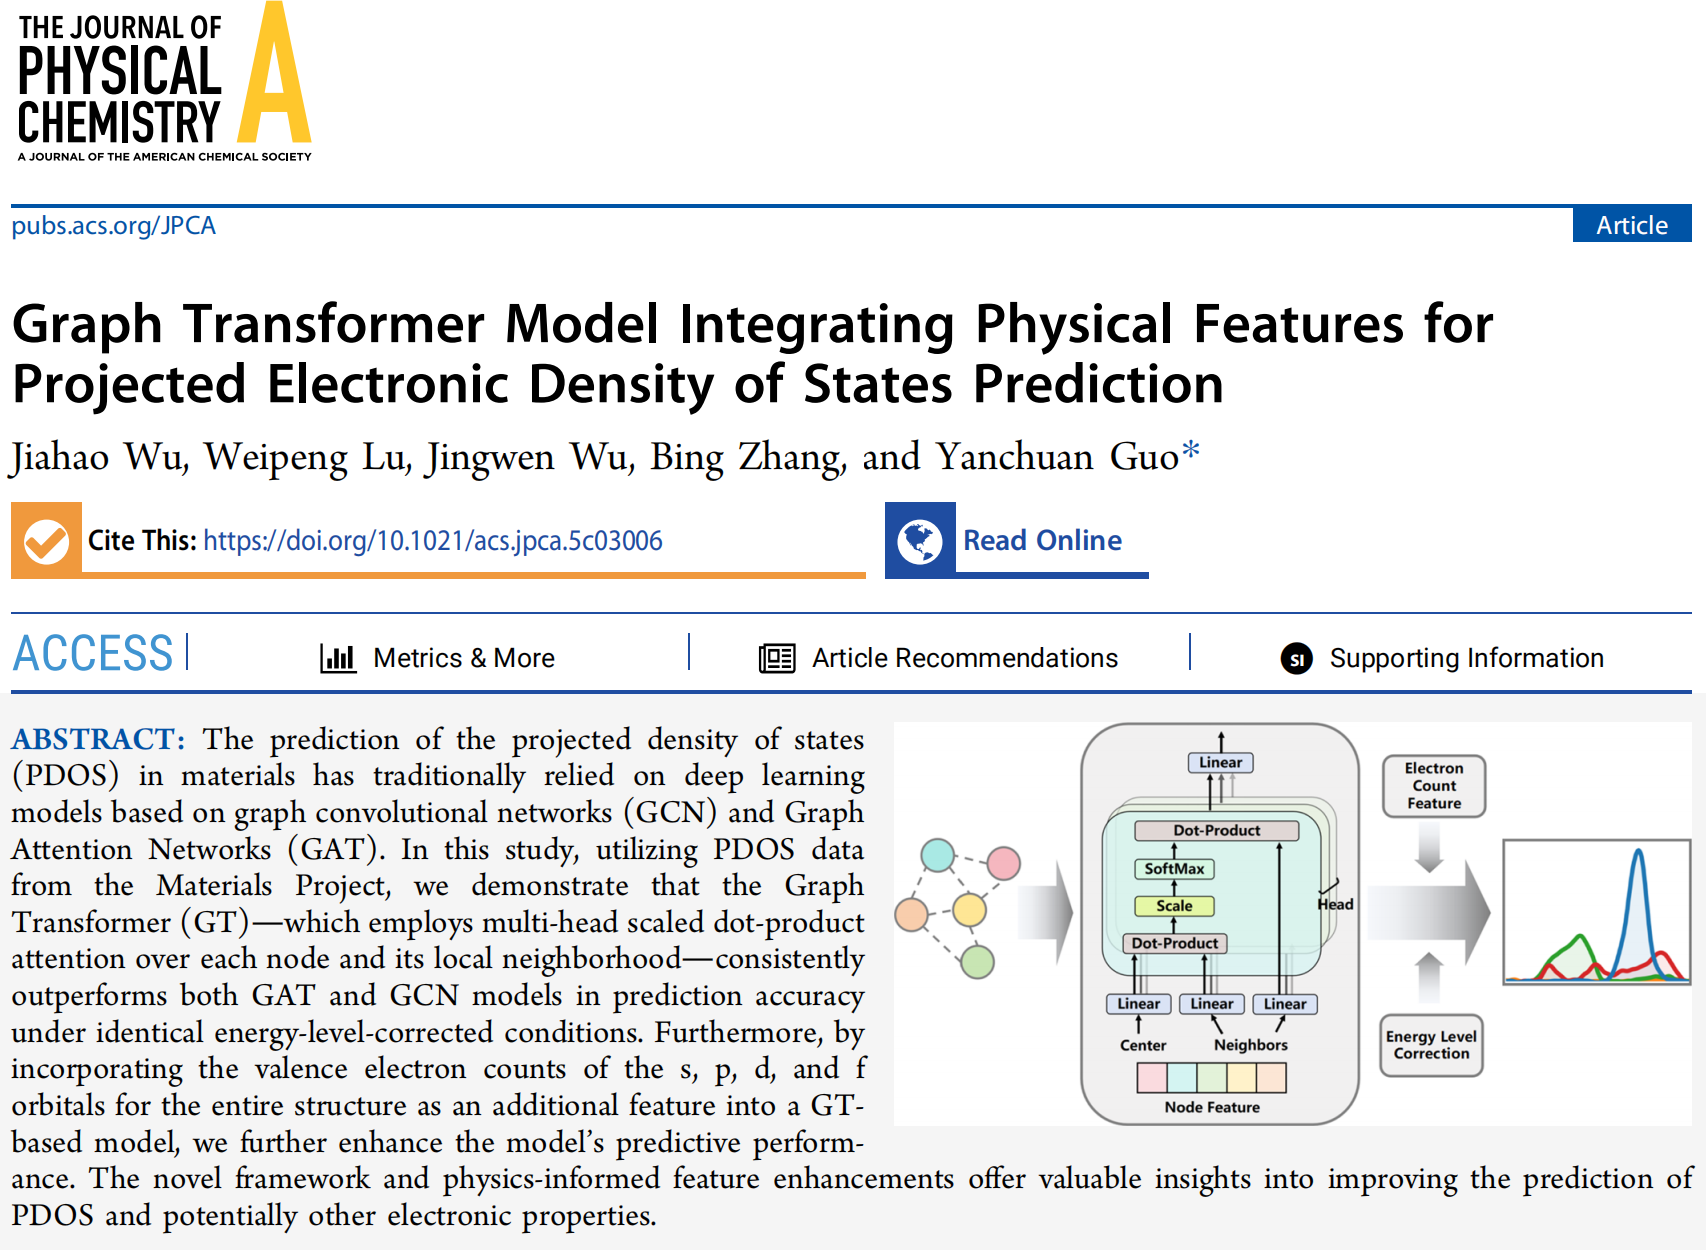 THE JOURNAL OF
PHYSICAL
CHEMISTRY
A
A JOURNAL OF THE AMERICAN CHEMICAL SOCIETY
pubs.acs.org/JPCA
Article
Graph Transformer Model Integrating Physical Features for
Projected Electronic Density of States Prediction
Jiahao Wu, Weipeng Lu, Jingwen Wu, Bing Zhang, and Yanchuan Guo*
Cite This: https://doi.org/10.1021/acs.jpca.5c03006
Read Online
ACCESS
Metrics & More
Article Recommendations
SI Supporting Information
ABSTRACT: The prediction of the projected density of states
(PDOS) in materials has traditionally relied on deep learning
models based on graph convolutional networks (GCN) and Graph
Attention Networks (GAT). In this study, utilizing PDOS data
from the Materials Project, we demonstrate that the Graph
Transformer (GT)—which employs multi-head scaled dot-product
attention over each node and its local neighborhood—consistently
outperforms both GAT and GCN models in prediction accuracy
under identical energy-level-corrected conditions. Furthermore, by
incorporating the valence electron counts of the s, p, d, and f
orbitals for the entire structure as an additional feature into a GT-
based model, we further enhance the model's predictive perform-
ance. The novel framework and physics-informed feature enhancements offer valuable insights into improving the prediction of
PDOS and potentially other electronic properties.
Linear
Dot-Product
SoftMax
Scale
Dot-Product
Head
Linear
Linear
Linear
Center
Neighbors
Node Feature
Electron
Count
Feature
Energy Level
Correction